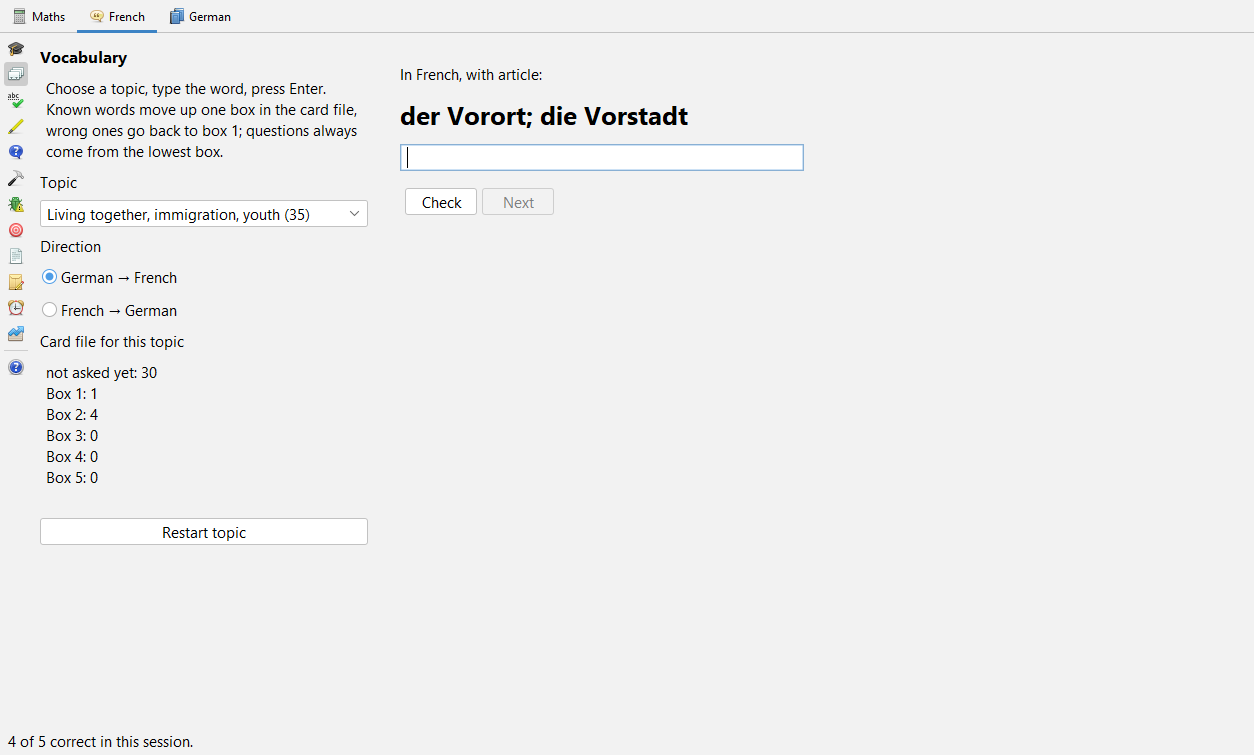 Maths French German
Vocabulary
Choose a topic, type the word, press Enter.
Known words move up one box in the card file,
wrong ones go back to box 1; questions always
come from the lowest box.
Topic
Living together, immigration, youth (35)
Direction
German → French
French → German
Card file for this topic
not asked yet: 30
Box 1: 1
Box 2: 4
Box 3: 0
Box 4: 0
Box 5: 0
Restart topic
In French, with article:
der Vorort; die Vorstadt
Check Next
4 of 5 correct in this session.